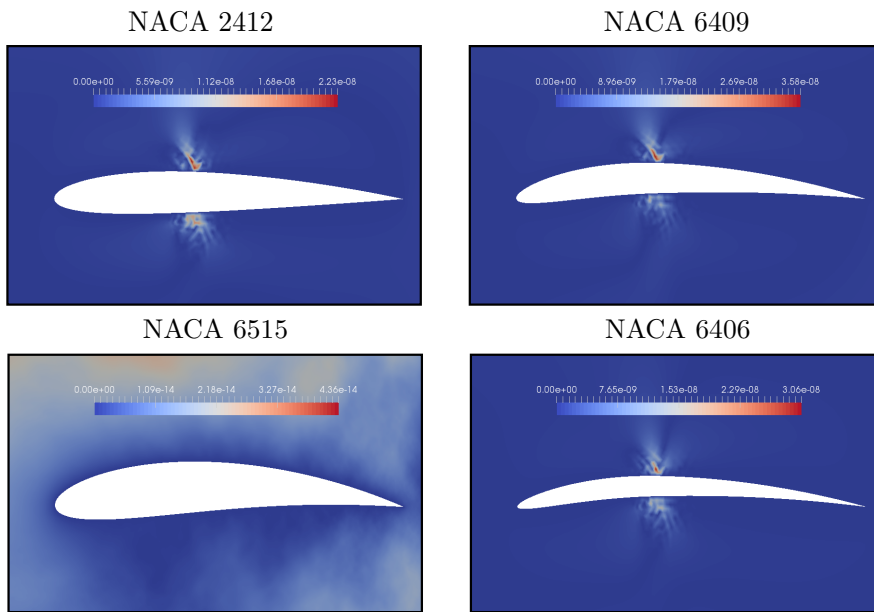 NACA 2412 NACA 6409
0.00e+00 5.59e-09 1.12e-08 1.68e-08 2.23e-08
0.00e+00 8.96e-09 1.79e-08 2.69e-08 3.58e-08
NACA 6515 NACA 6406
0.00e+00 1.09e-14 2.18e-14 3.27e-14 4.36e-14
0.00e+00 7.65e-09 1.53e-08 2.29e-08 3.06e-08